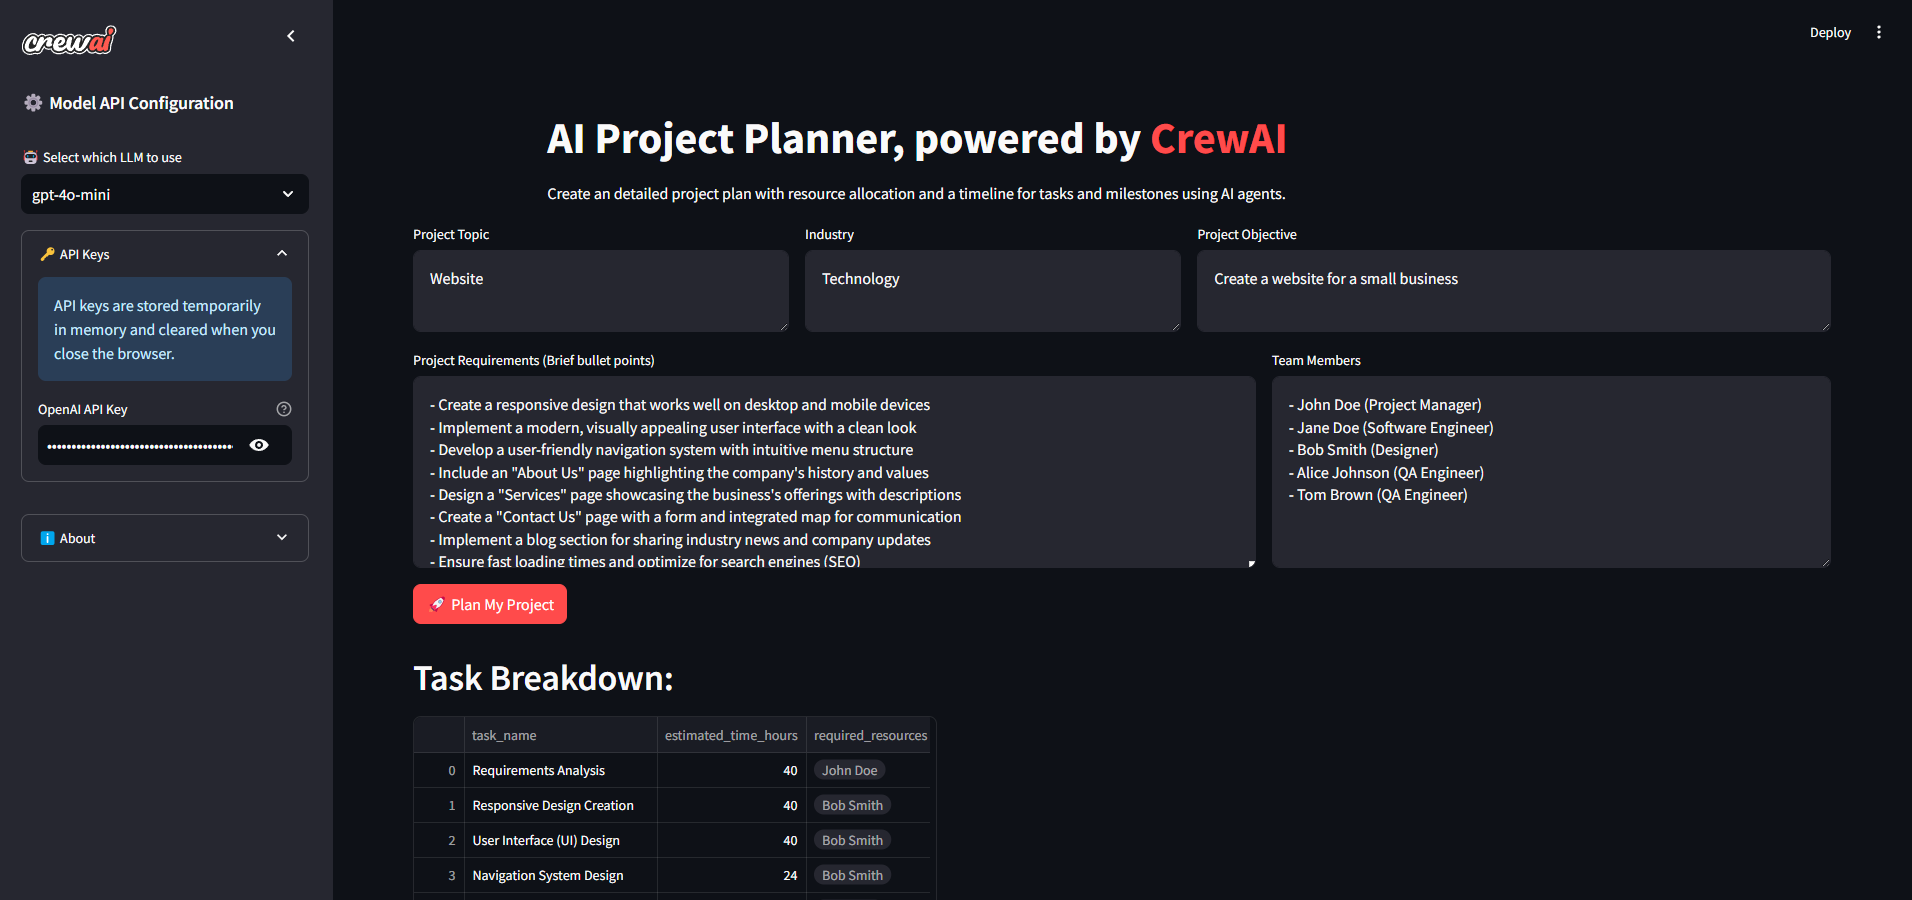 crewai
Model API Configuration
Select which LLM to use
gpt-4o-mini
API Keys
API keys are stored temporarily
in memory and cleared when you
close the browser.
OpenAI API Key
About
Deploy
AI Project Planner, powered by CrewAI
Create an detailed project plan with resource allocation and a timeline for tasks and milestones using AI agents.
Project Topic
Website
Industry
Technology
Project Objective
Create a website for a small business
Project Requirements (Brief bullet points)
- Create a responsive design that works well on desktop and mobile devices
- Implement a modern, visually appealing user interface with a clean look
- Develop a user-friendly navigation system with intuitive menu structure
- Include an "About Us" page highlighting the company's history and values
- Design a "Services" page showcasing the business's offerings with descriptions
- Create a "Contact Us" page with a form and integrated map for communication
- Implement a blog section for sharing industry news and company updates
- Ensure fast loading times and optimize for search engines (SEO)
Team Members
- John Doe (Project Manager)
- Jane Doe (Software Engineer)
- Bob Smith (Designer)
- Alice Johnson (QA Engineer)
- Tom Brown (QA Engineer)
Plan My Project
Task Breakdown:
task_name estimated_time_hours required_resources
0 Requirements Analysis 40 John Doe
1 Responsive Design Creation 40 Bob Smith
2 User Interface (UI) Design 40 Bob Smith
3 Navigation System Design 24 Bob Smith